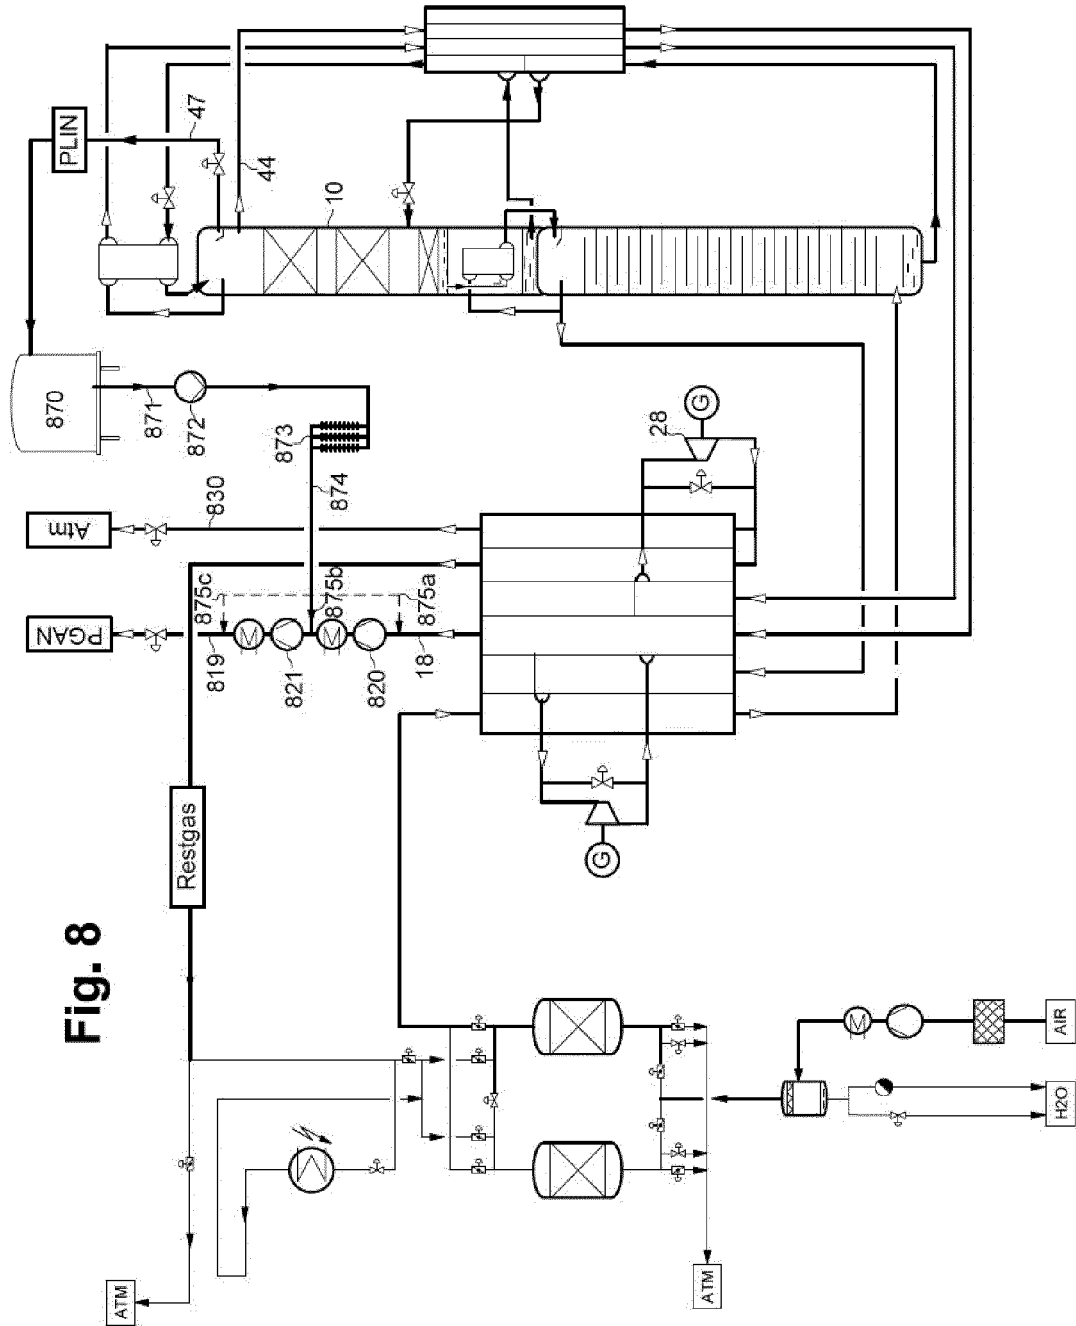 Fig. 8
PLIN
47
44
10
870
871
872
873
874
Atm
830
PGAN
819
875c
M
821
875b
M
820
875a
18
28
G
G
Restgas
M
AIR
H2O
ATM
ATM